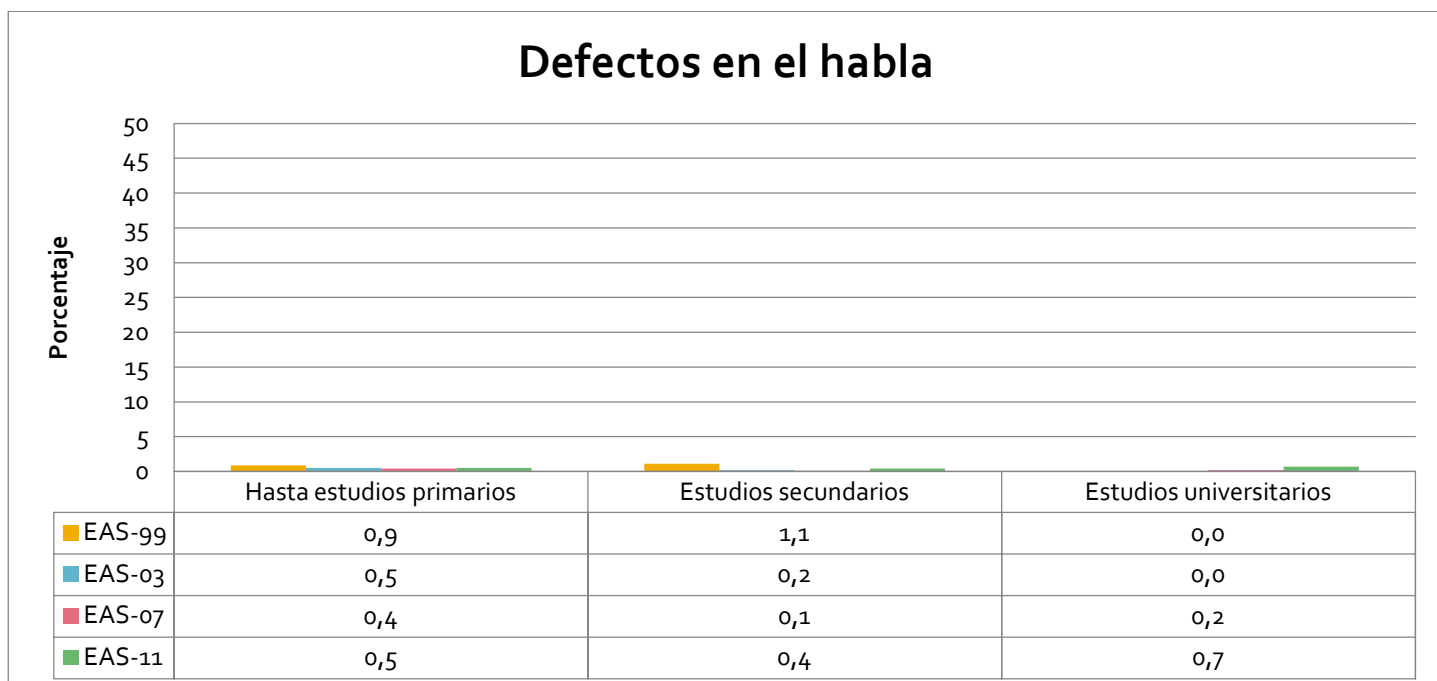 Defectos en el habla
Porcentaje
50
45
40
35
30
25
20
15
10
5
0
Hasta estudios primarios Estudios secundarios Estudios universitarios
EAS-99 0,9 1,1 0,0
EAS-03 0,5 0,2 0,0
EAS-07 0,4 0,1 0,2
EAS-11 0,5 0,4 0,7